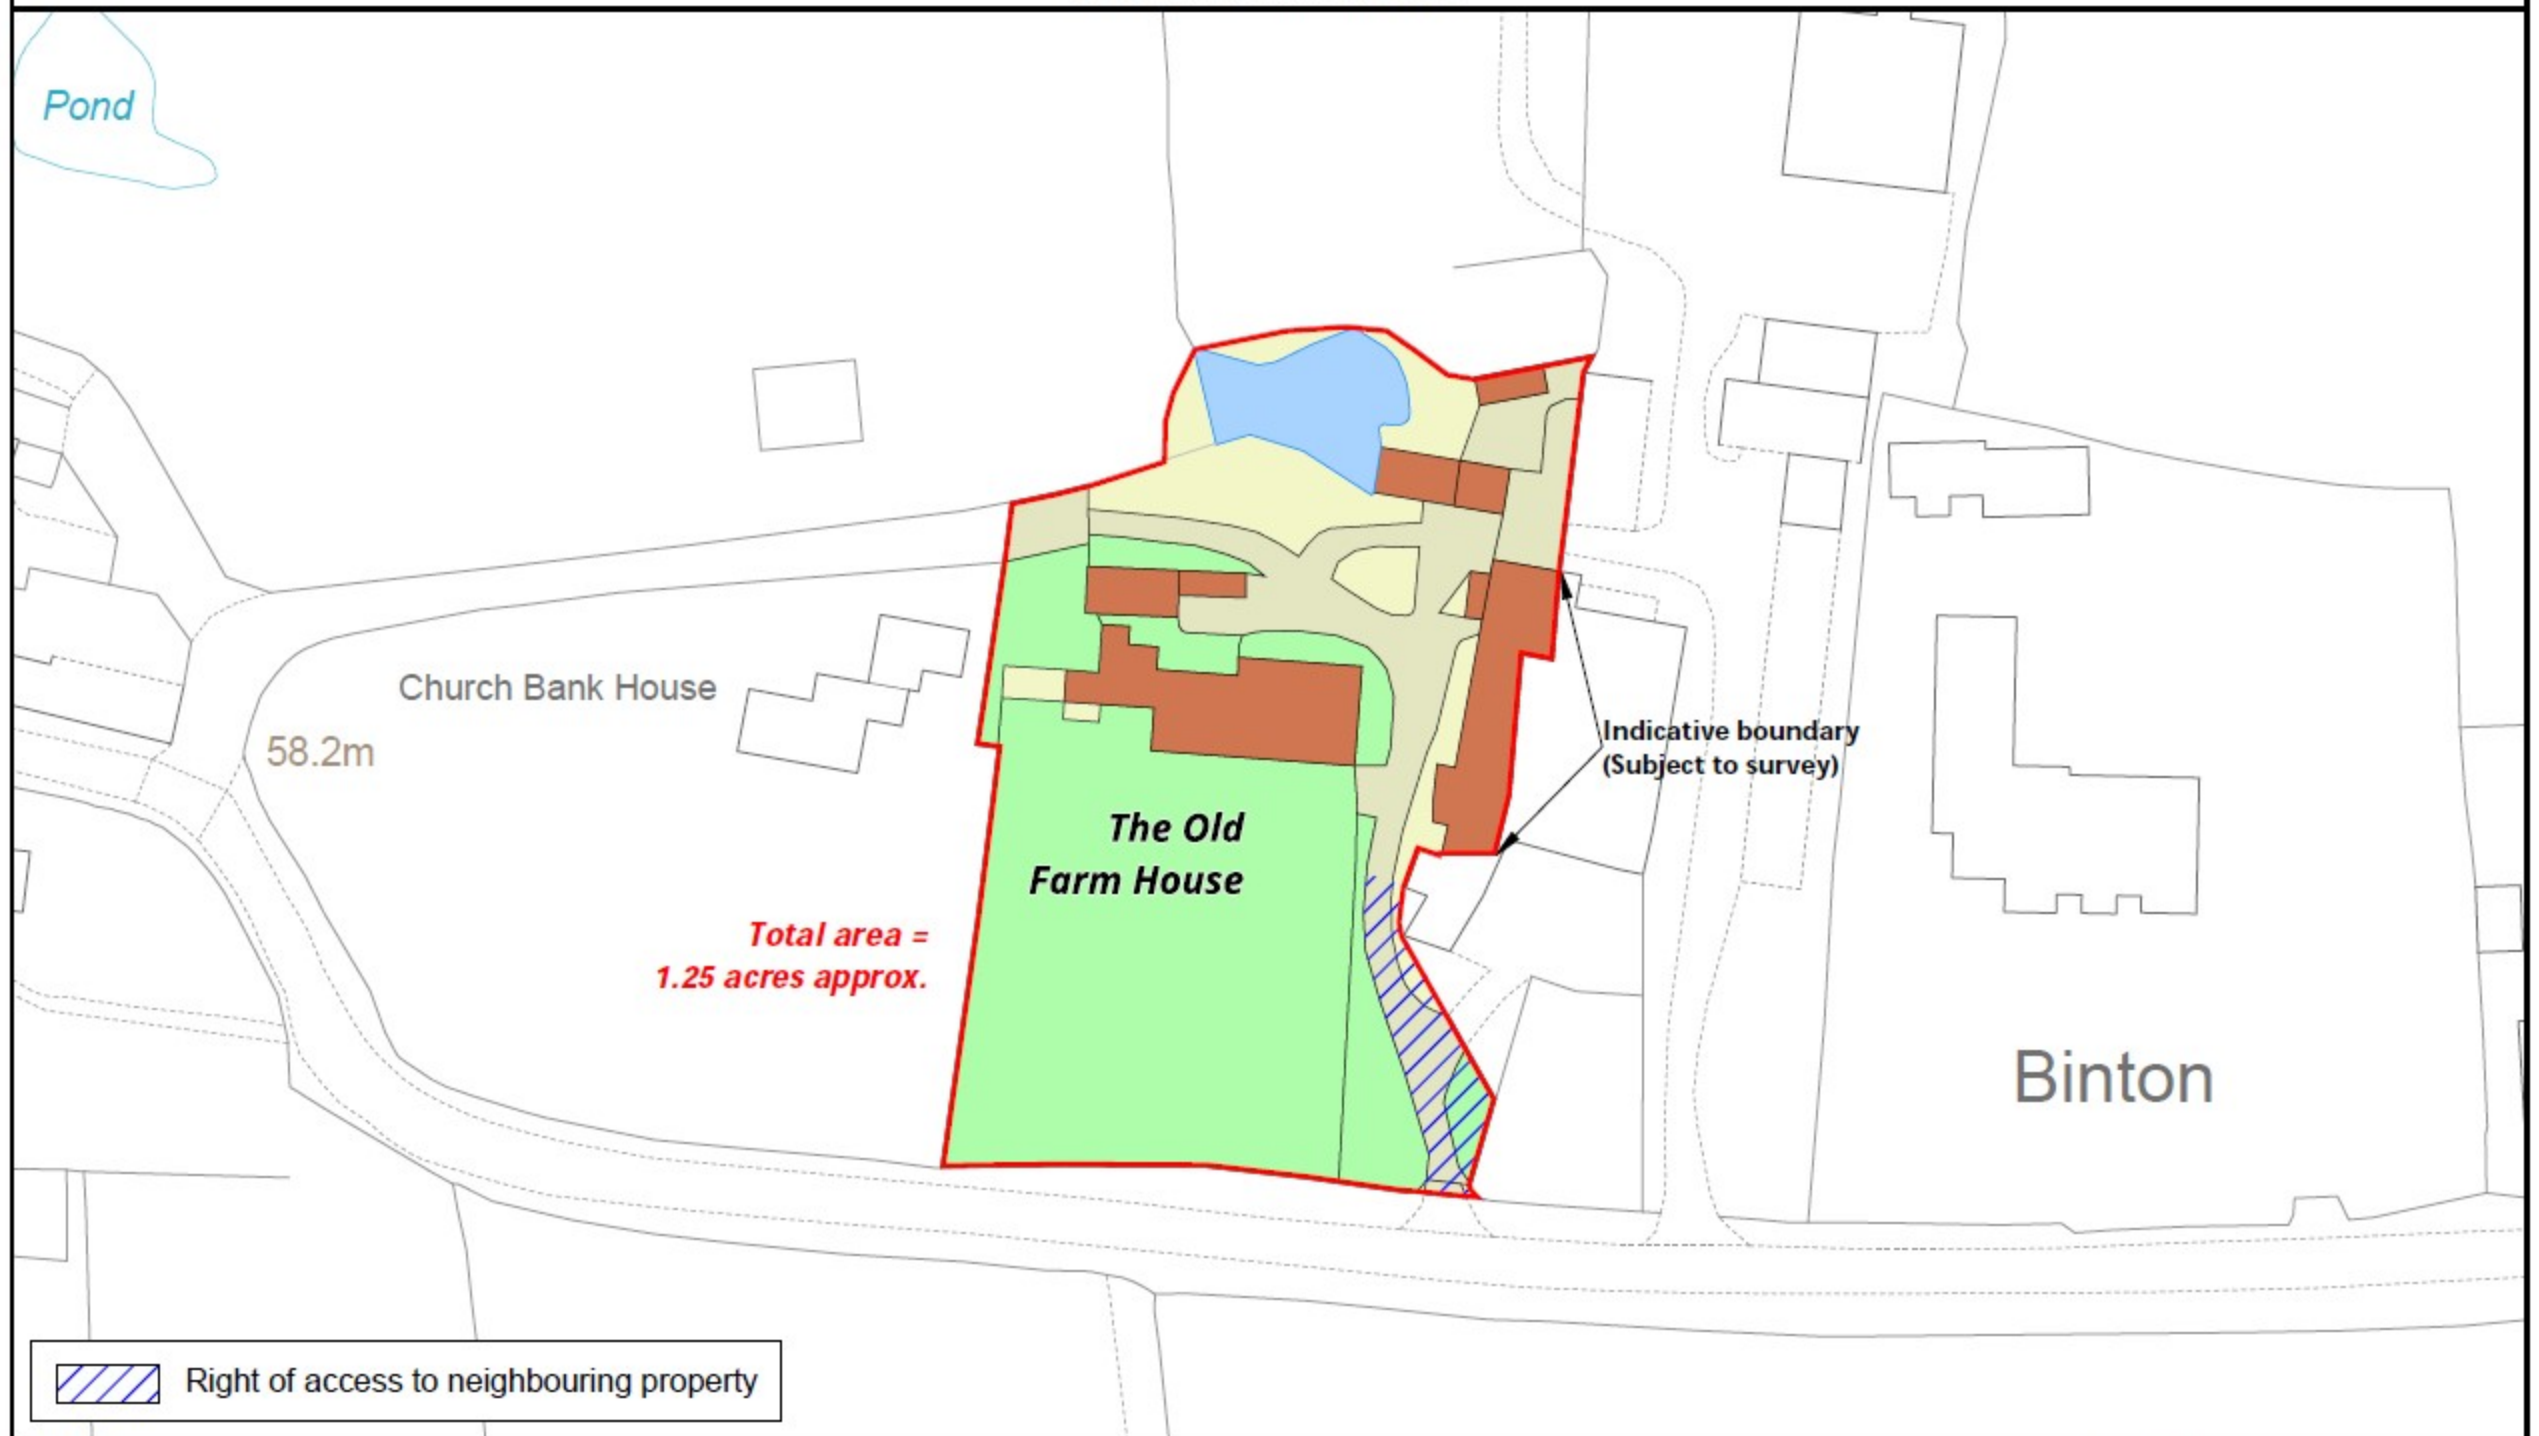 Pond
Church Bank House
58.2m
Indicative boundary
(Subject to survey)
The Old
Farm House
Total area =
1.25 acres approx.
Binton
Right of access to neighbouring property